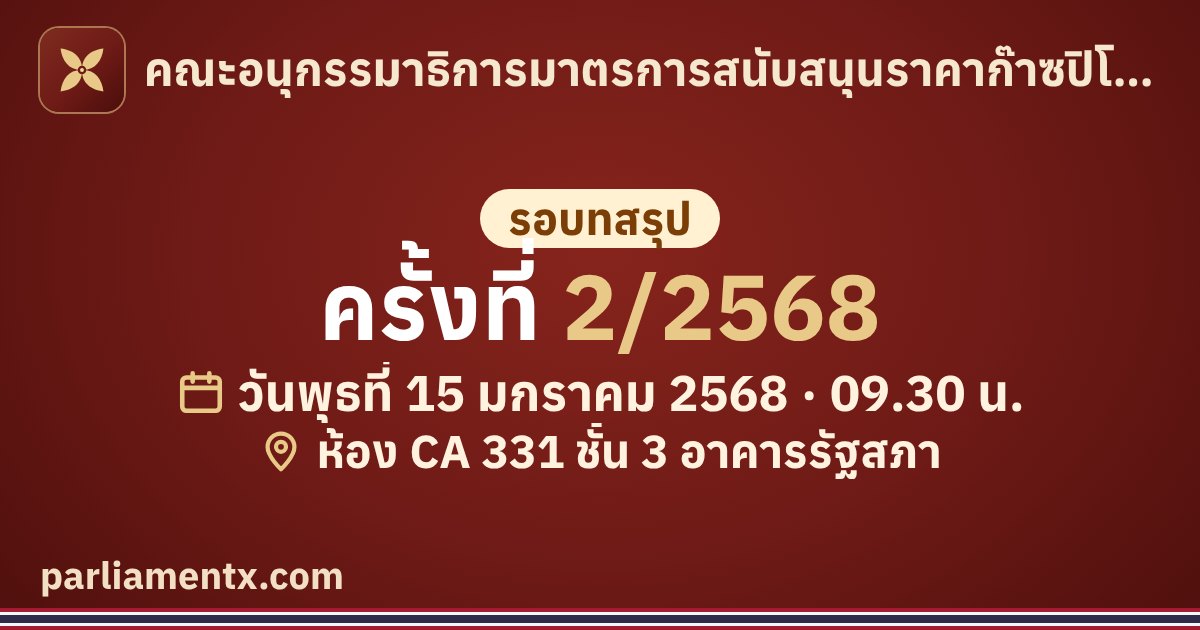 คณะอนุกรรมาธิการมาตรการสนับสนุนราคาก๊าซปิโ...
รอบทสรุป
ครั้งที่ 2/2568
วันพุธที่ 15 มกราคม 2568 · 09.30 น.
ห้อง CA 331 ชั้น 3 อาคารรัฐสภา
parliamentx.com